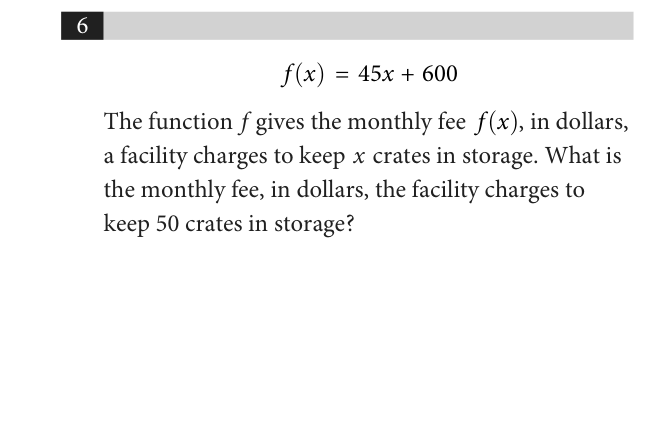 6
f(x) = 45x + 600
The function f gives the monthly fee f(x), in dollars,
a facility charges to keep x crates in storage. What is
the monthly fee, in dollars, the facility charges to
keep 50 crates in storage?